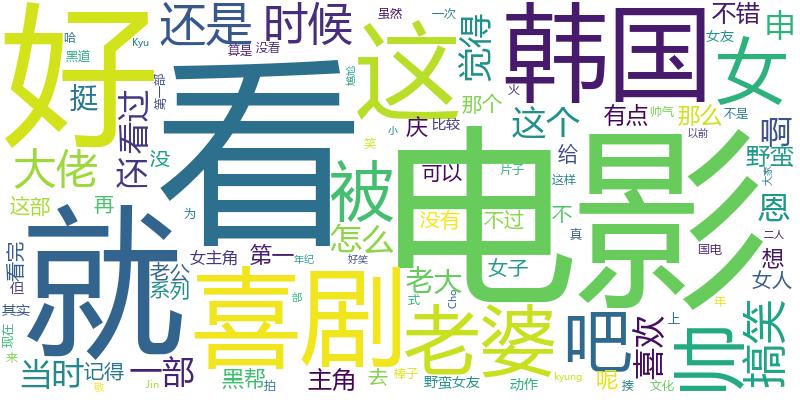 好
看
电影
就
喜剧
韩国
这
还是
时候
觉得
不错
申
女
女友
虽然
一次
哈
黑道
Kyu
算是
没看
尴尬
第一部
挺
看过
还
大佬
没
这部
再
为
被
怎么
庆
比较
那个
火
有点
帅气
那么
不是
以前
啊
野蛮
大家
这个
给
可以
片子
这样
笑
小
没有
不过
不
真
恩
二人
想
国电
女人
女主角
第一
年纪
好笑
老公
系列
看完
其实
现在
来
老大
女子
部
式
Cho
老婆
吧
喜欢
上
帅
年
搞笑
当时
记得
敬
一部
Jin
黑帮
拍
主角
去
棒子
野蛮女友
动作
kyung
呢
揍
文化